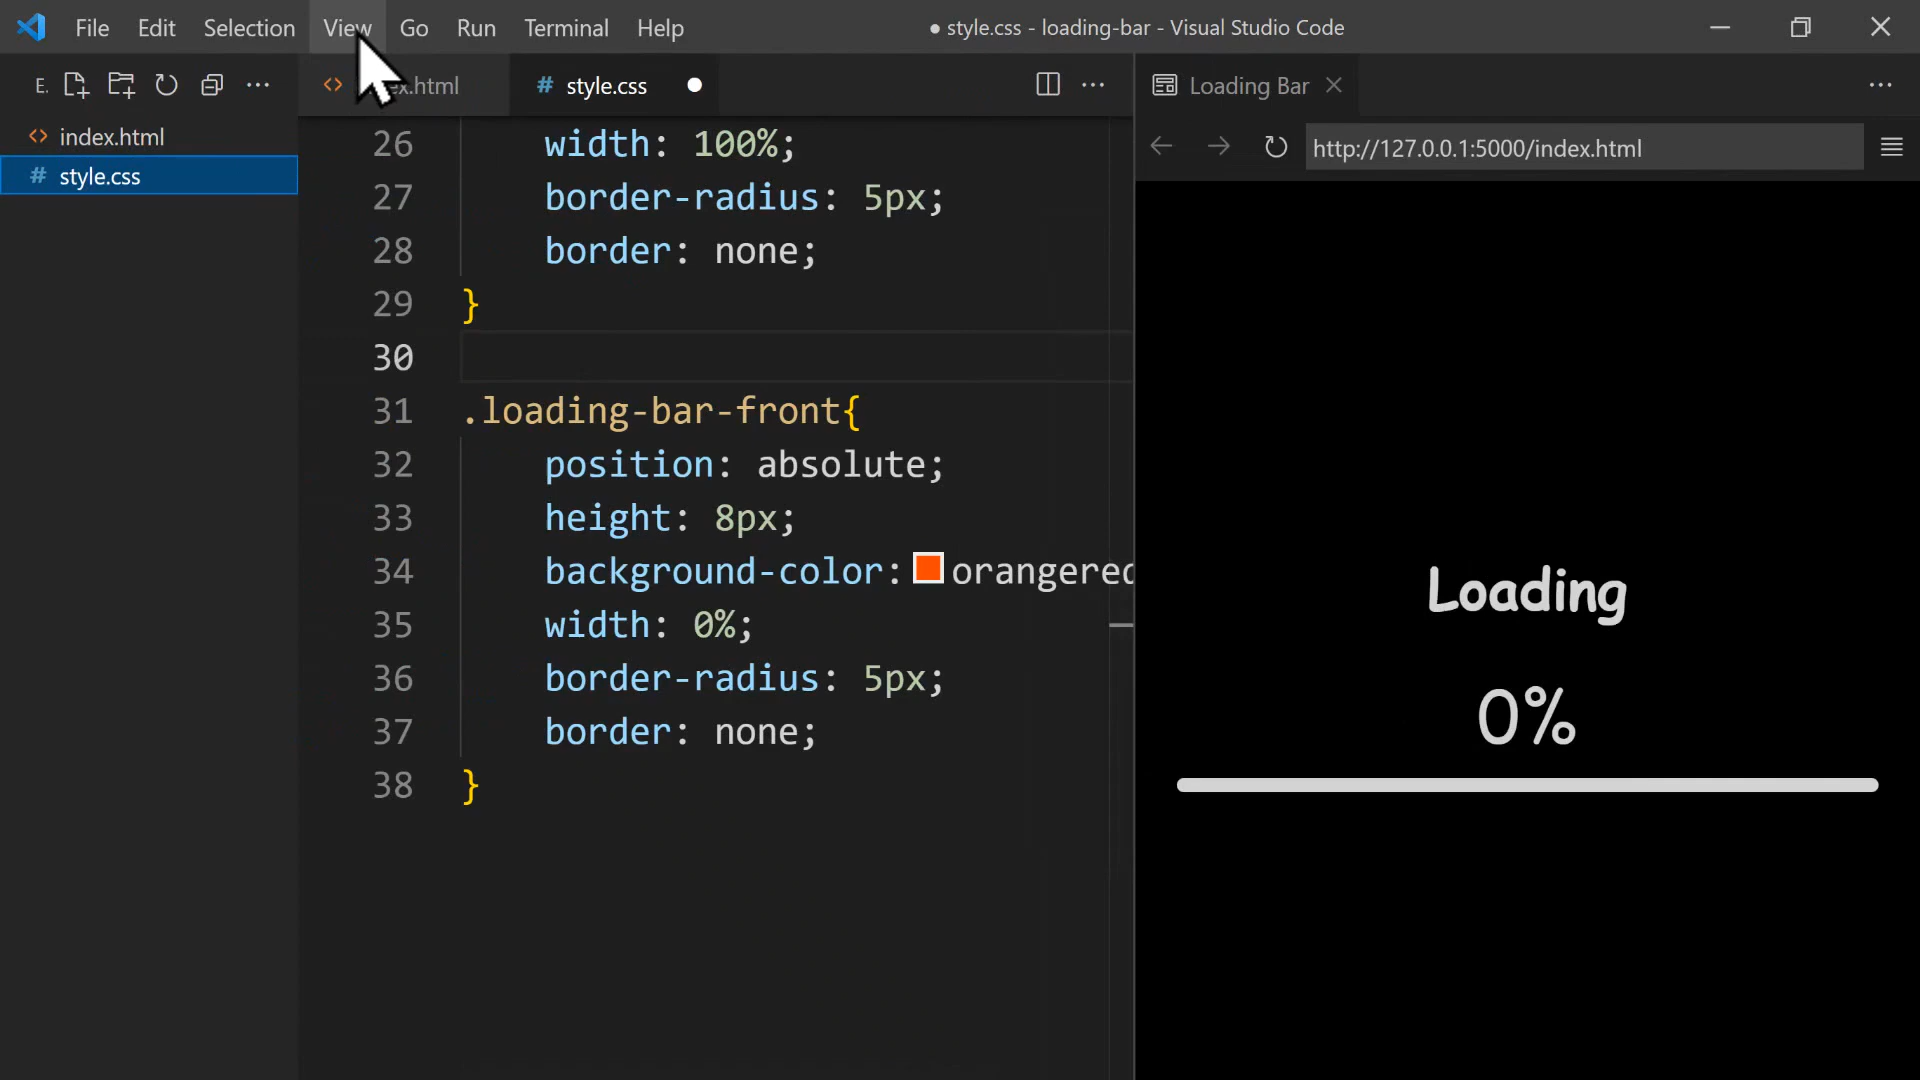 File Edit Selection View Go Run Terminal Help
● style.css - loading-bar - Visual Studio Code
E.
index.html
style.css
.html
# style.css ●
26 width: 100%;
27 border-radius: 5px;
28 border: none;
29 }
30
31 .loading-bar-front{
32 position: absolute;
33 height: 8px;
34 background-color: orangered
35 width: 0%;
36 border-radius: 5px;
37 border: none;
38 }
Loading Bar
http://127.0.0.1:5000/index.html
Loading
0%